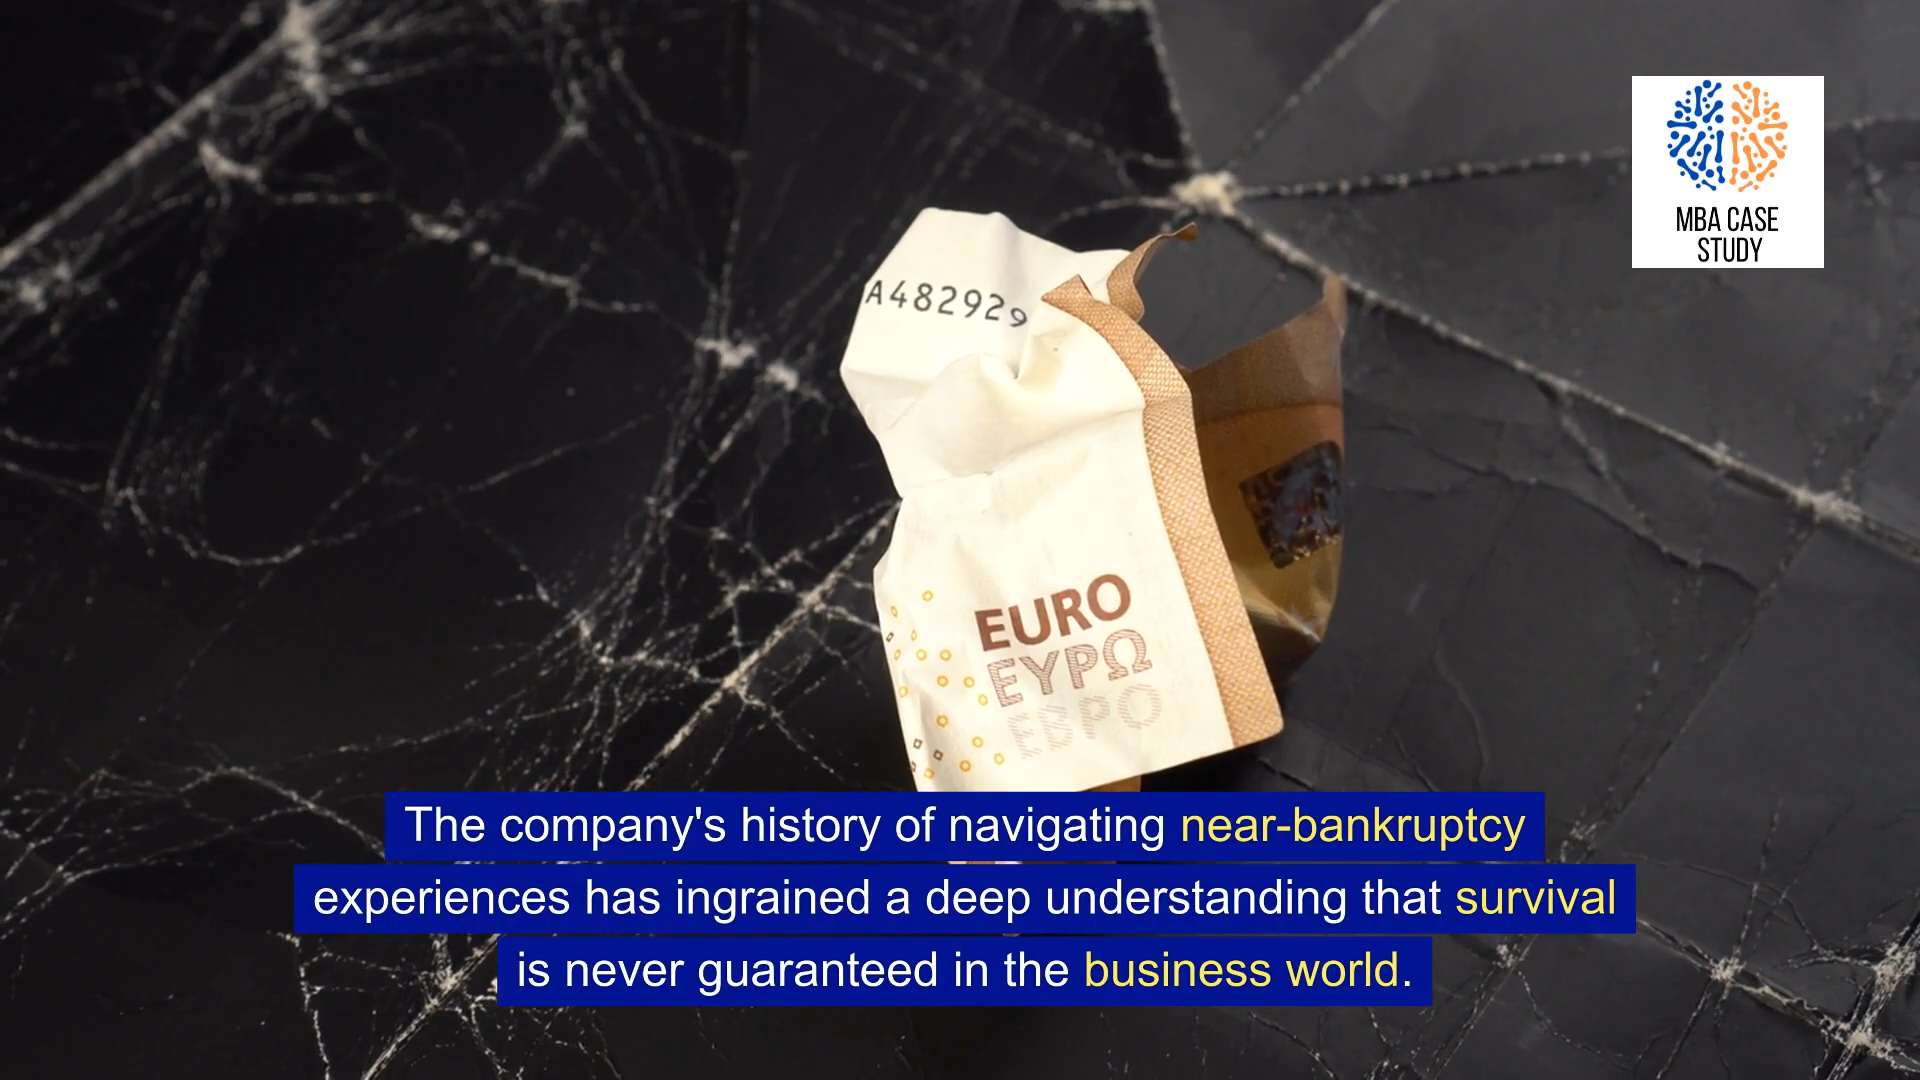 MBA CASE
STUDY
A482929
EURO
ΕΥΡΩ
ЕВРО
The company's history of navigating near-bankruptcy
experiences has ingrained a deep understanding that survival
is never guaranteed in the business world.